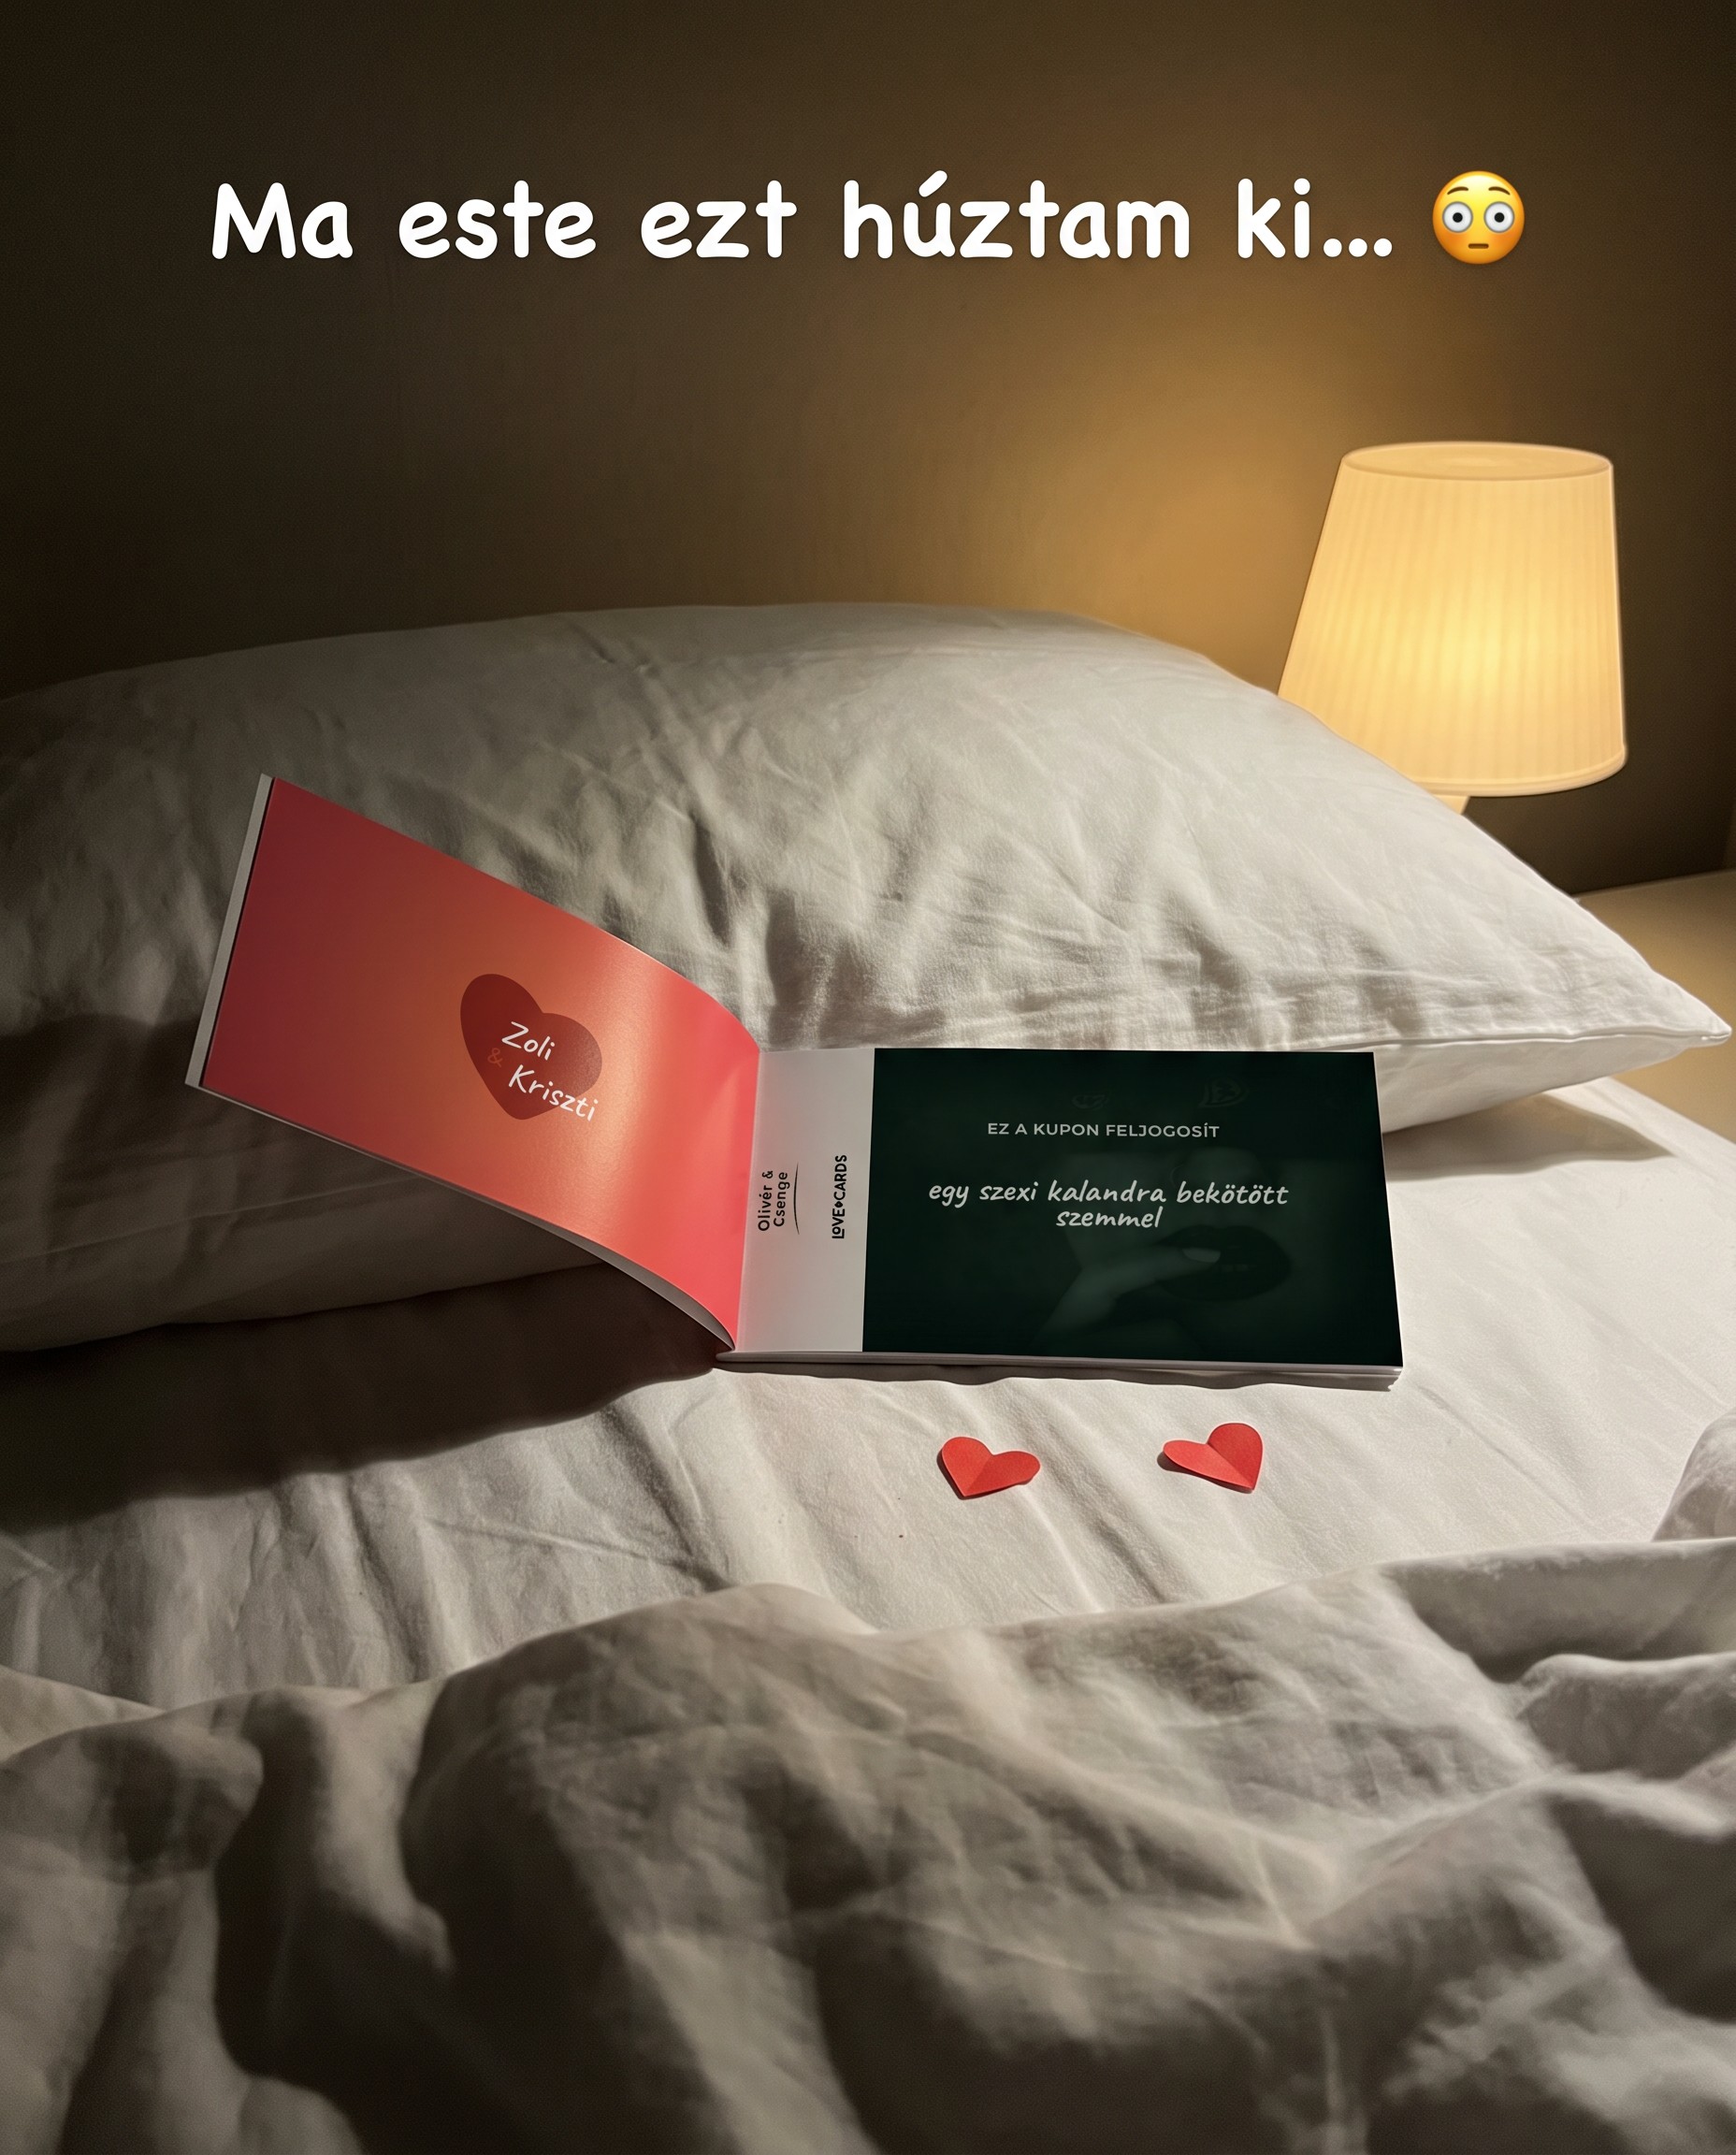 Ma este ezt húztam ki... 😳
Zoli
&
Kriszti
Olivér &
Csenge
LOVE♥CARDS
EZ A KUPON FELJOGOSÍT
egy szexi kalandra bekötött
szemmel